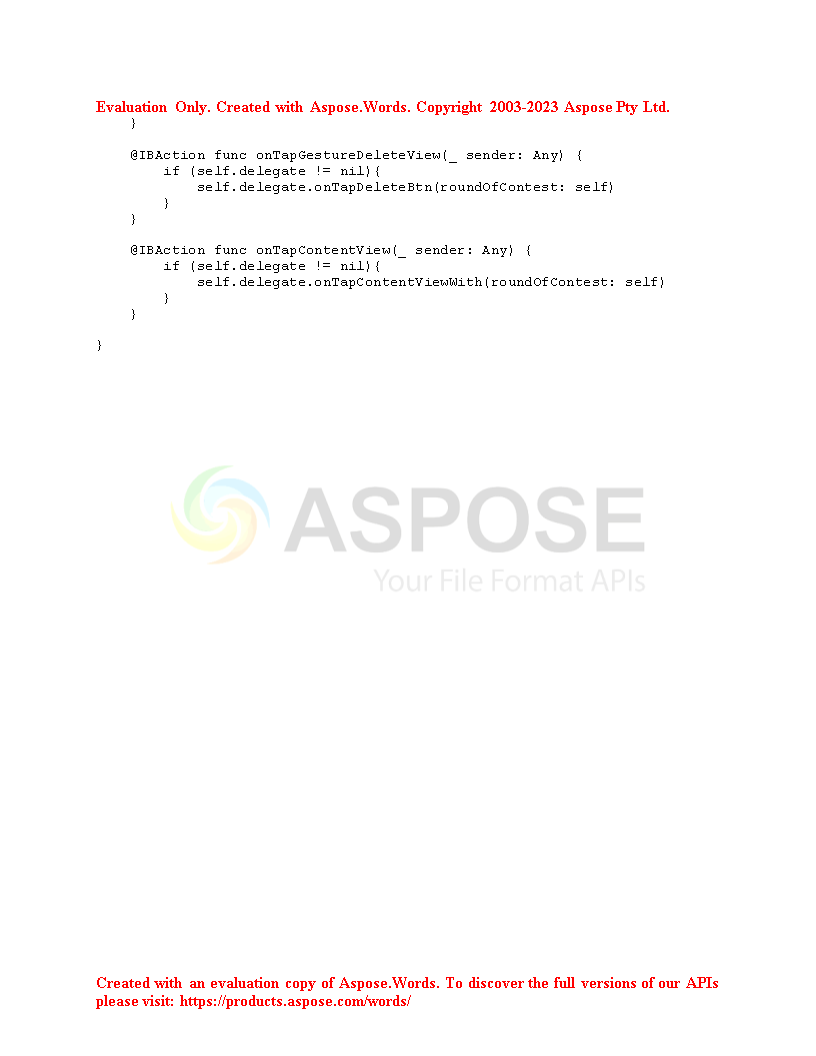 Evaluation Only. Created with Aspose.Words. Copyright 2003-2023 Aspose Pty Ltd.
    }
    @IBAction func onTapGestureDeleteView(_ sender: Any) {
        if (self.delegate != nil){
            self.delegate.onTapDeleteBtn(roundOfContest: self)
        }
    }
    @IBAction func onTapContentView(_ sender: Any) {
        if (self.delegate != nil){
            self.delegate.onTapContentViewWith(roundOfContest: self)
        }
    }
}
ASPOSE
Your File Format APIs
Created with an evaluation copy of Aspose.Words. To discover the full versions of our APIs
please visit: https://products.aspose.com/words/